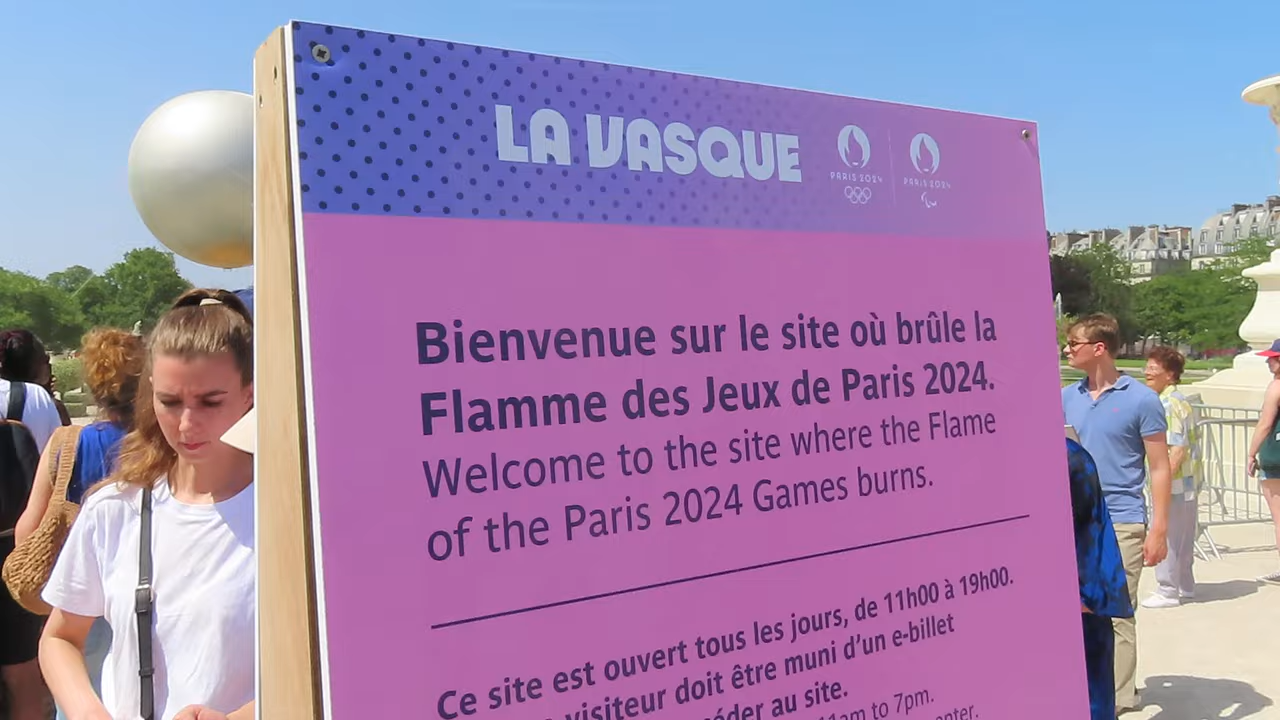 LA VASQUE
PARIS 2024
PARIS 2024
Bienvenue sur le site où brûle la
Flamme des Jeux de Paris 2024.
Welcome to the site where the Flame
of the Paris 2024 Games burns.
Ce site est ouvert tous les jours, de 11h00 à 19h00.
visiteur doit être muni d'un e-billet
au site.
to 7pm.